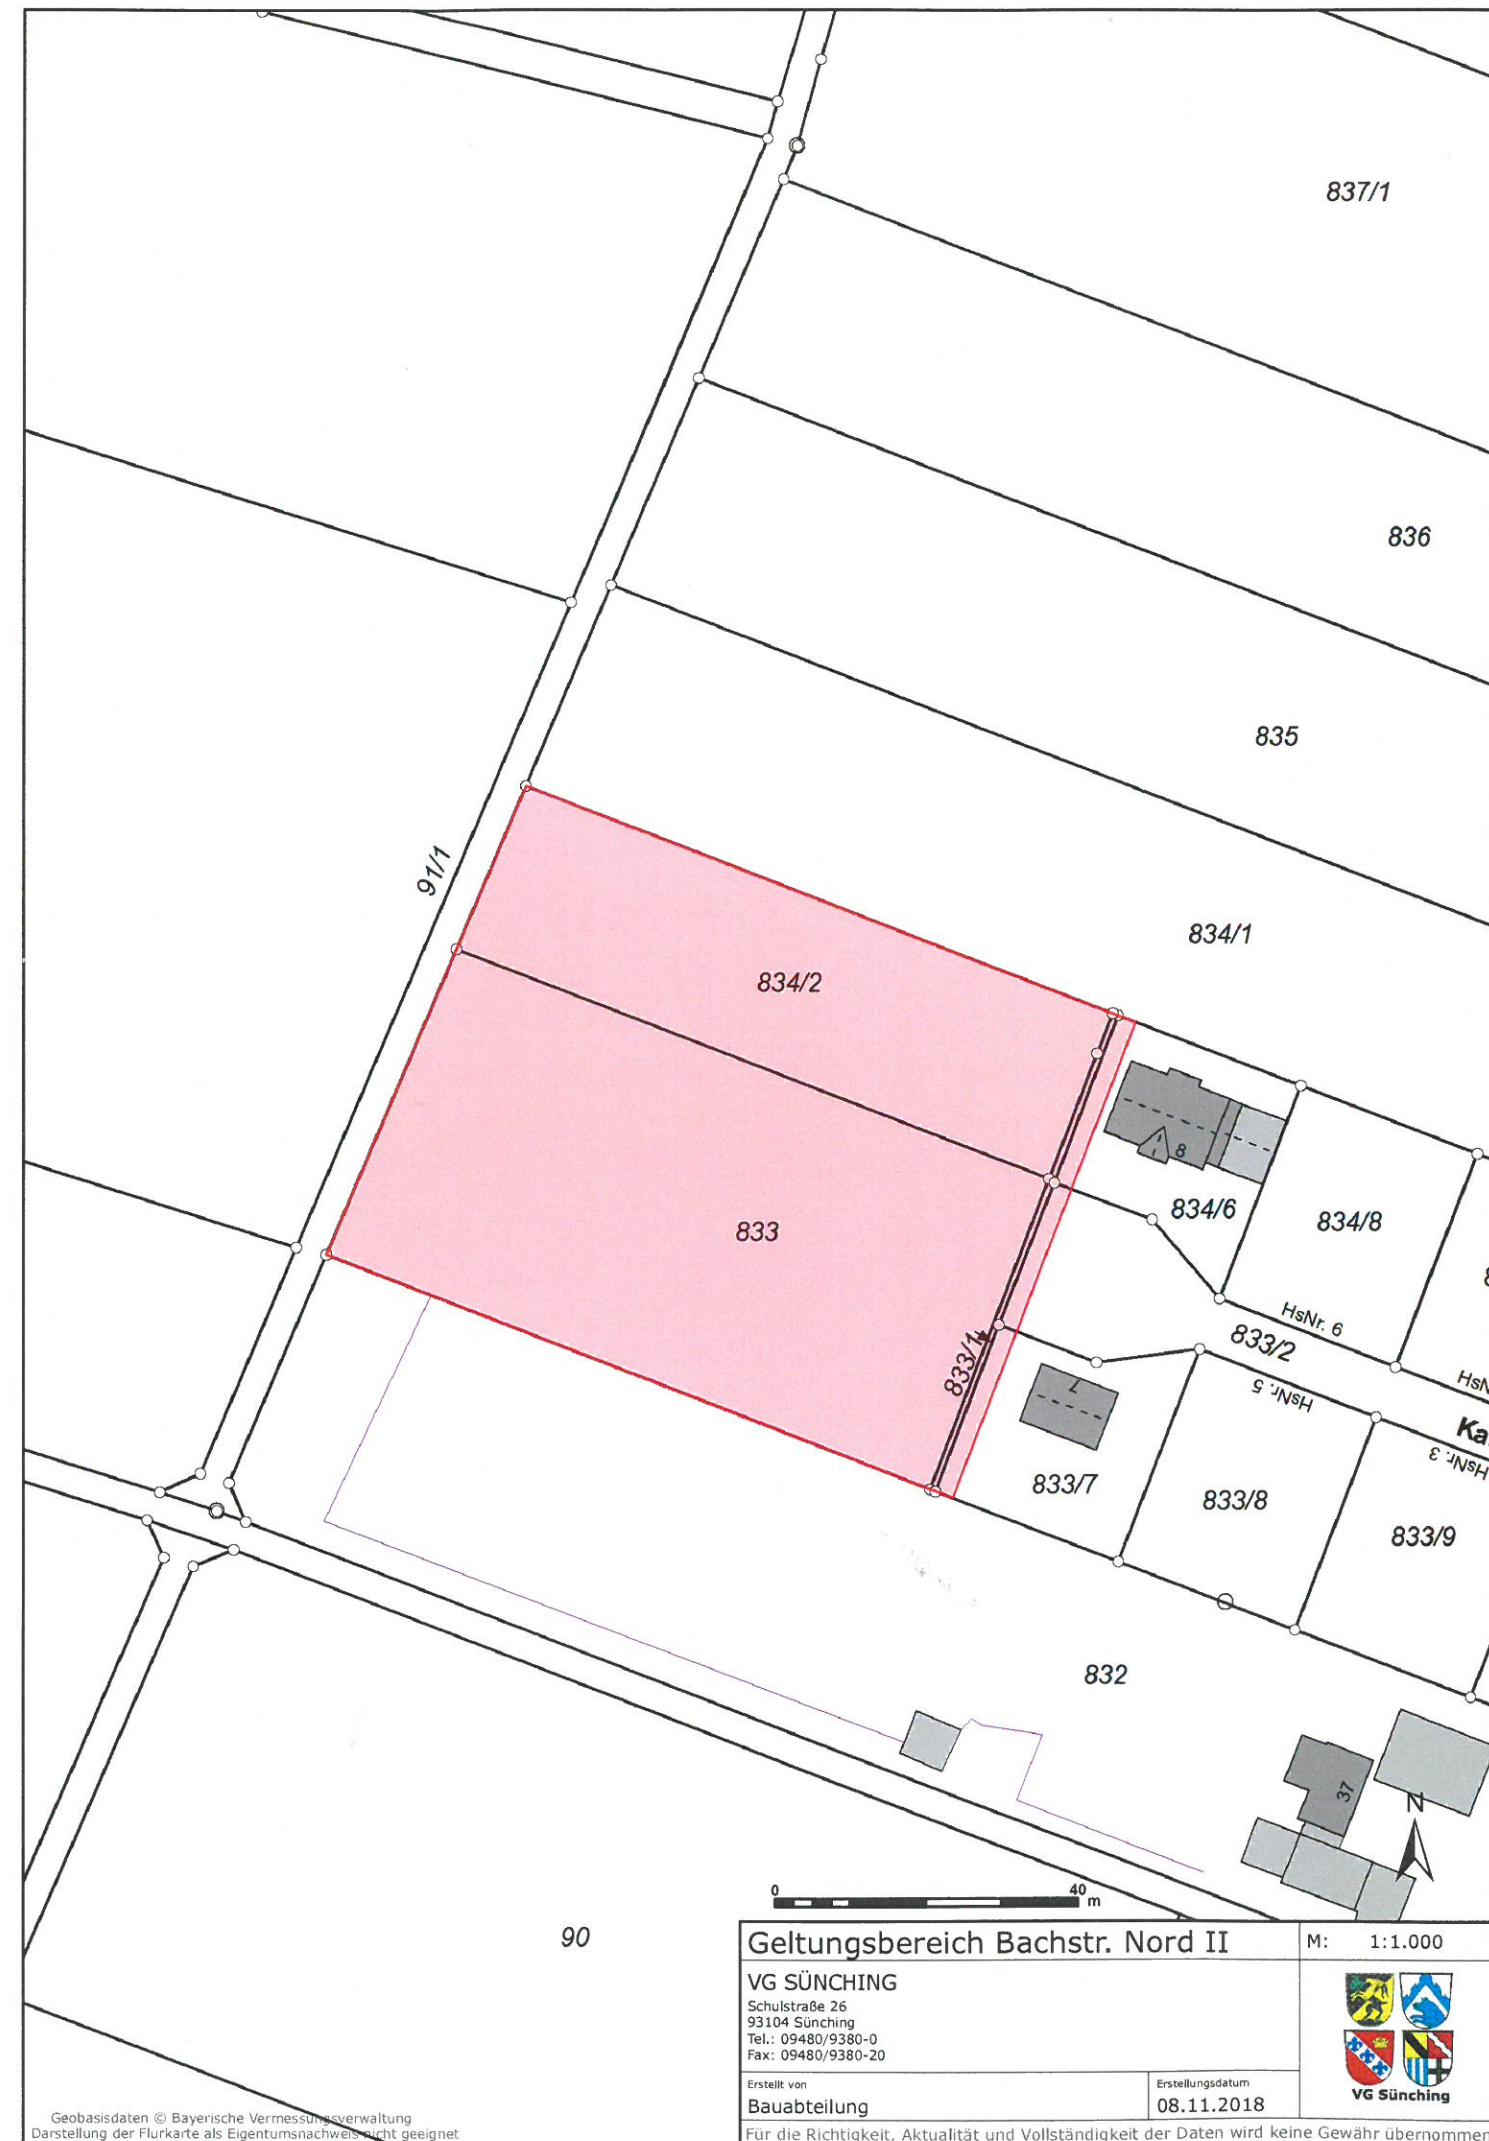 837/1
836
835
91/1
834/1
834/2
8
834/6
834/8
833
HsNr. 6
833/2
833/1
7
HsNr. 5
HsNr. 3
833/7
833/8
833/9
832
37
N
0 40
m
90
Geltungsbereich Bachstr. Nord II
M: 1:1.000
VG SÜNCHING
Schulstraße 26
93104 Sünching
Tel.: 09480/9380-0
Fax: 09480/9380-20
VG Sünching
Erstellt von
Bauabteilung
Erstellungsdatum
08.11.2018
Geobasisdaten © Bayerische Vermessungsverwaltung
Darstellung der Flurkarte als Eigentumsnachweis nicht geeignet
Für die Richtigkeit, Aktualität und Vollständigkeit der Daten wird keine Gewähr übernommen